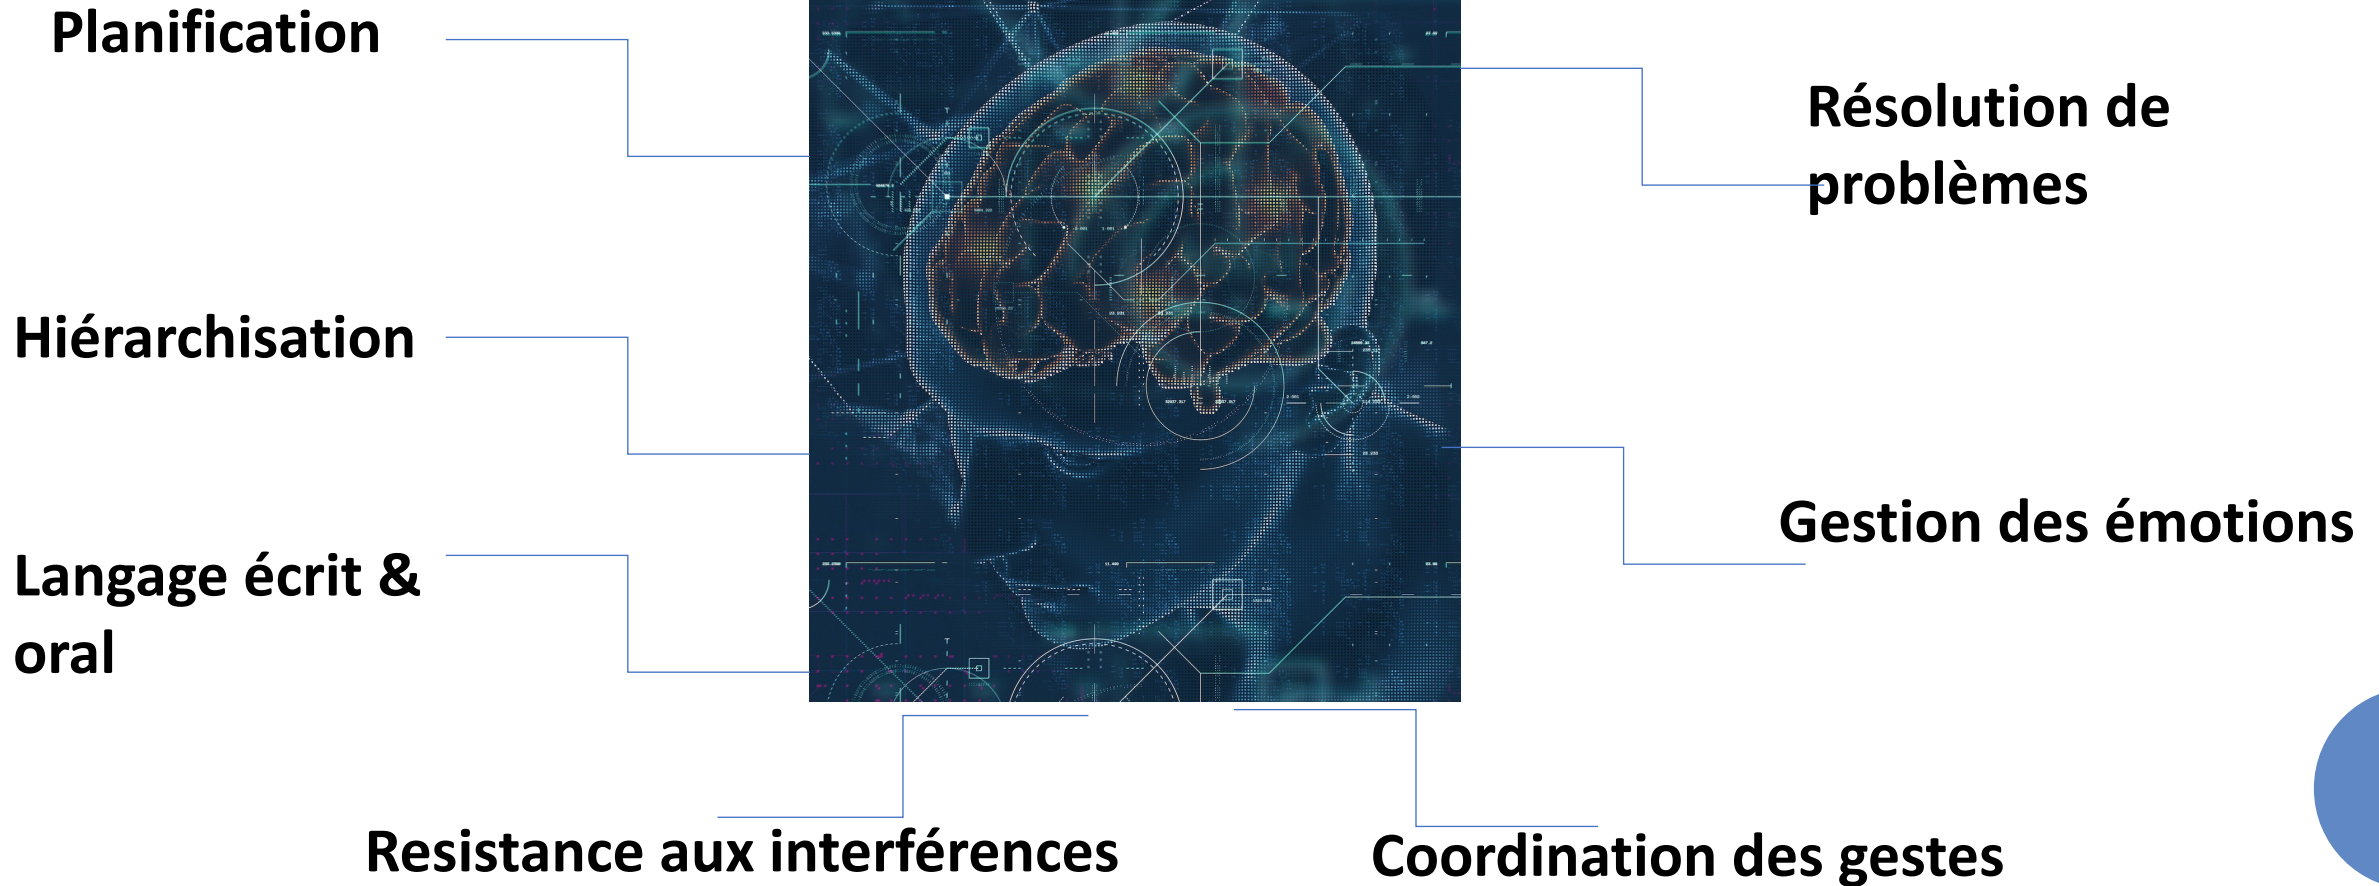 Planification
Résolution de
problèmes
Hiérarchisation
Gestion des émotions
Langage écrit &
oral
Resistance aux interférences
Coordination des gestes